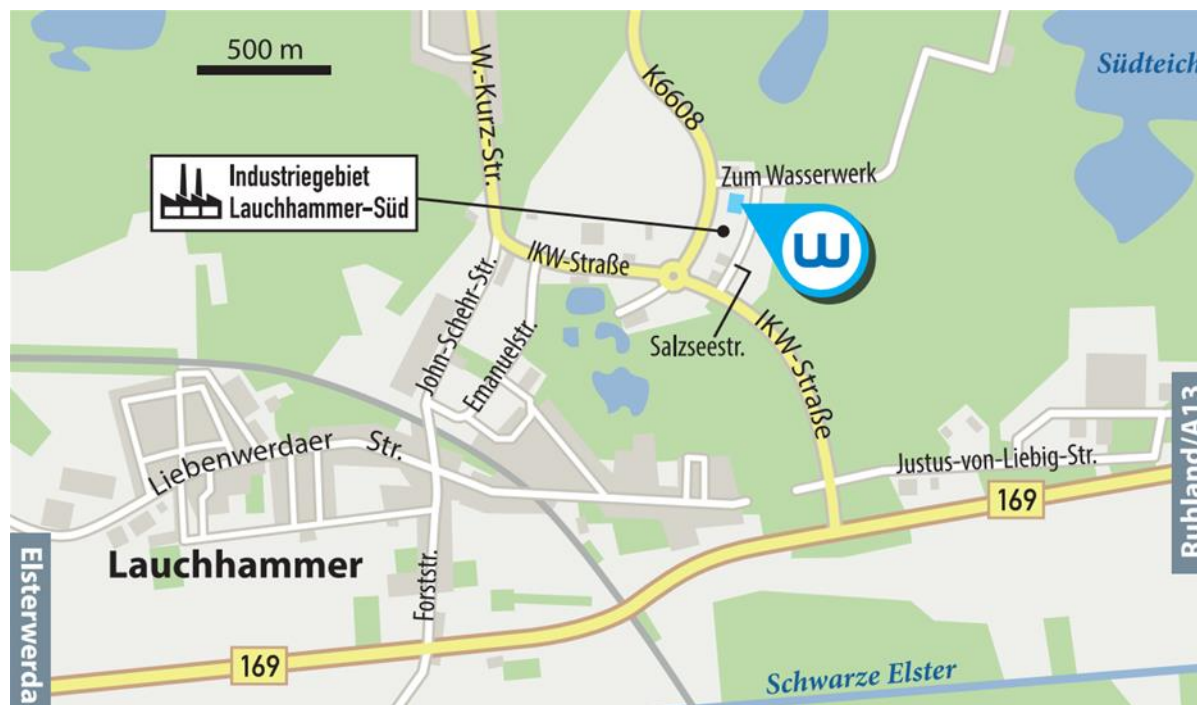 500 m
Südteich
W.-Kurz-Str.
K6608
Zum Wasserwerk
Industriegebiet
Lauchhammer-Süd
W
IKW-Straße
John-Schehr-Str.
Emanuelstr.
Salzseestr.
IKW-Straße
Liebenwerdaer Str.
Justus-von-Liebig-Str.
Ruhland/A13
169
Lauchhammer
Elsterwerda
Forststr.
169
Schwarze Elster